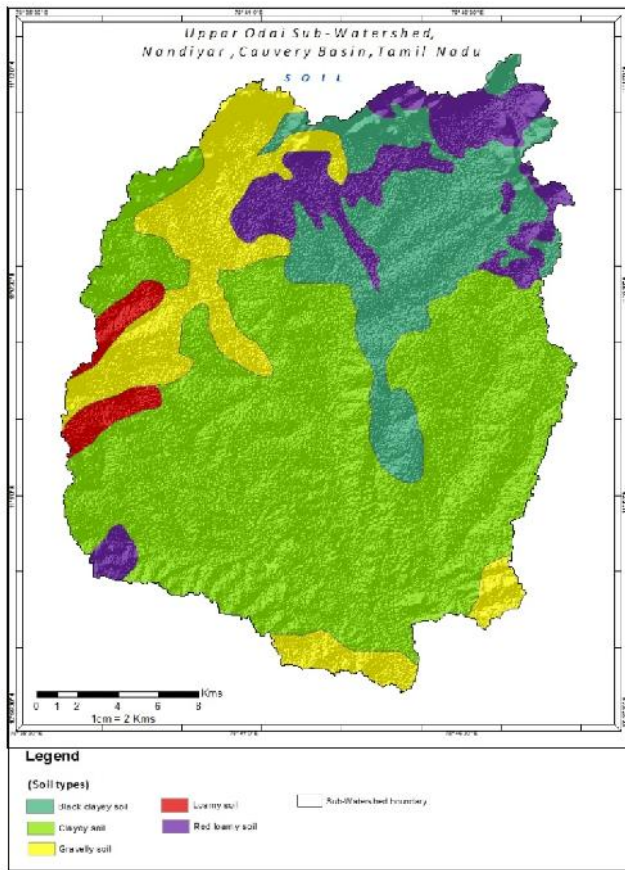 Uppar Odai Sub-Watershed,
Nandiyar ,Cauvery Basin,Tamil Nadu
SOIL
Kms
0 1 2 4 6 8
1cm = 2 Kms
Legend
(Soil types)
Black clayey soil
Clayey soil
Gravelly soil
Loamy soil
Red loamy soil
Sub-Watershed boundary